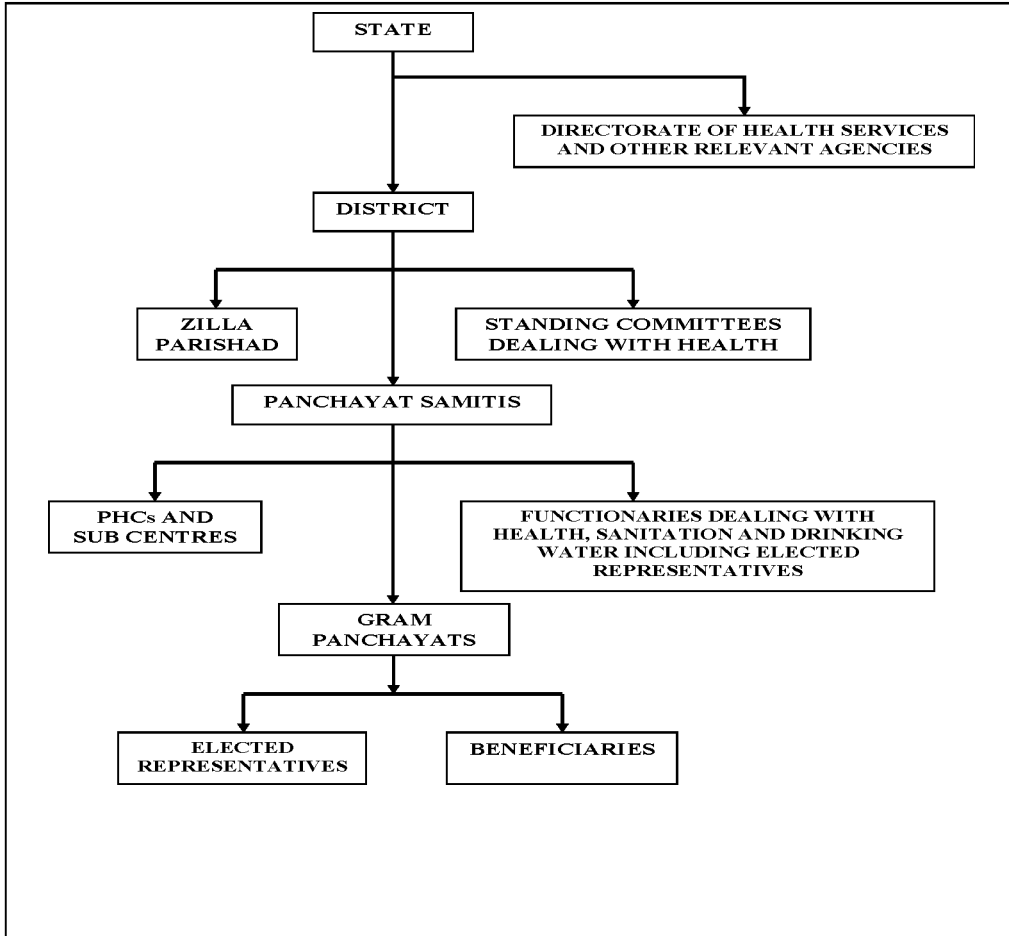 STATE
DIRECTORATE OF HEALTH SERVICES
AND OTHER RELEVANT AGENCIES
DISTRICT
ZILLA
PARISHAD
STANDING COMMITTEES
DEALING WITH HEALTH
PANCHAYAT SAMITIS
PHCs AND
SUB CENTRES
FUNCTIONARIES DEALING WITH
HEALTH, SANITATION AND DRINKING
WATER INCLUDING ELECTED
REPRESENTATIVES
GRAM
PANCHAYATS
ELECTED
REPRESENTATIVES
BENEFICIARIES